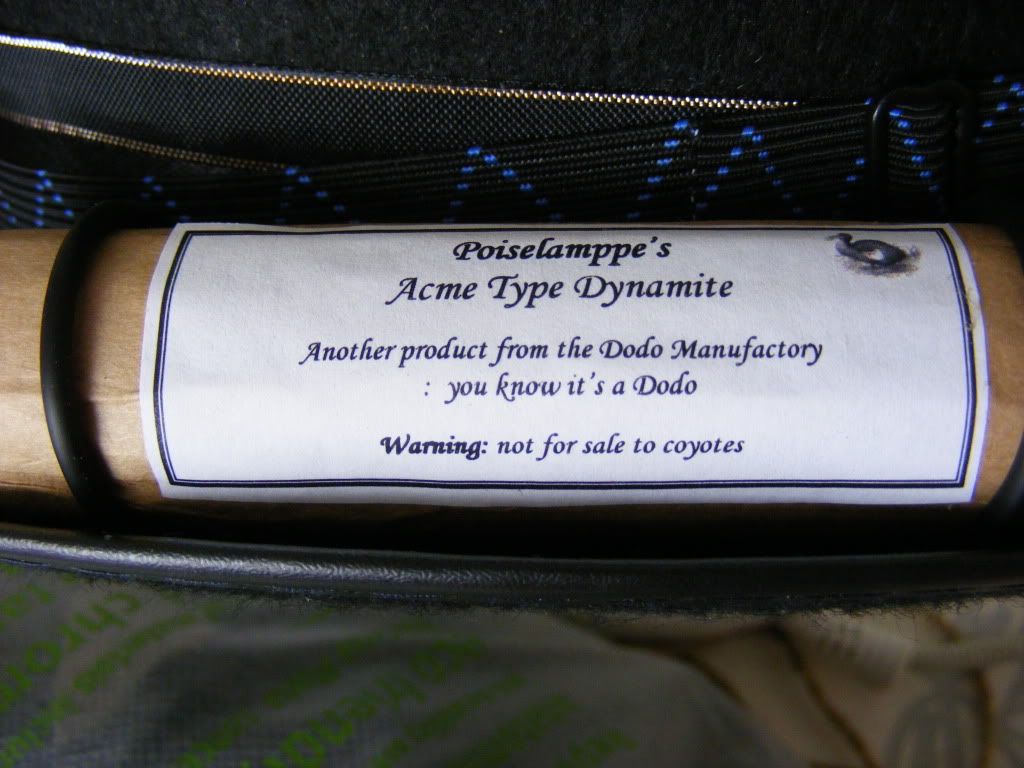 Poiselamppe's
Acme Type Dynamite
Another product from the Dodo Manufactory
: you know it's a Dodo
Warning: not for sale to coyotes